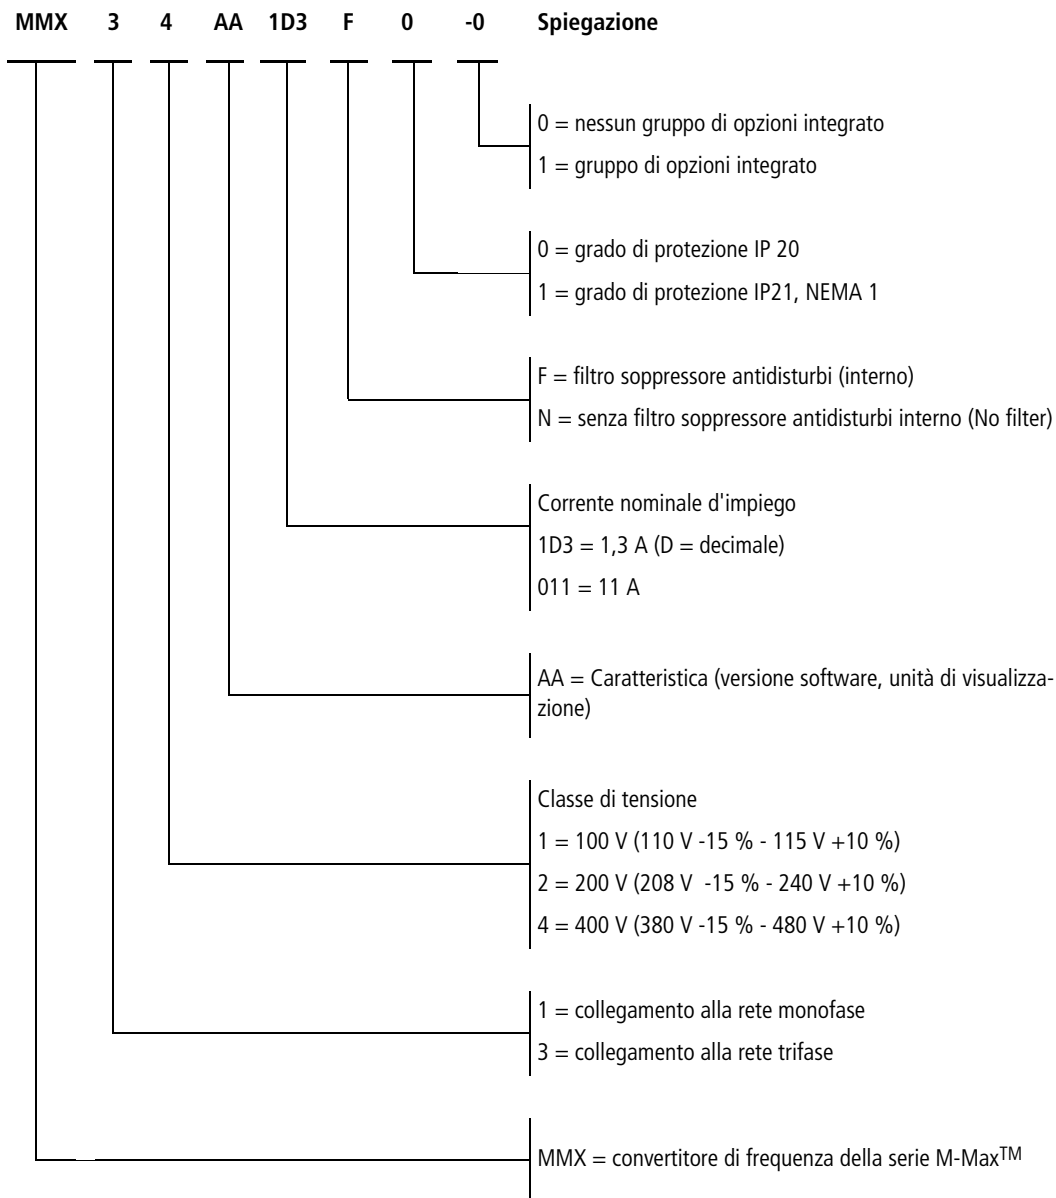 MMX 3 4 AA 1D3 F 0 -0 Spiegazione
0 = nessun gruppo di opzioni integrato
1 = gruppo di opzioni integrato
0 = grado di protezione IP 20
1 = grado di protezione IP21, NEMA 1
F = filtro soppressore antidisturbi (interno)
N = senza filtro soppressore antidisturbi interno (No filter)
Corrente nominale d'impiego
1D3 = 1,3 A (D = decimale)
011 = 11 A
AA = Caratteristica (versione software, unità di visualizza-
zione)
Classe di tensione
1 = 100 V (110 V -15 % - 115 V +10 %)
2 = 200 V (208 V -15 % - 240 V +10 %)
4 = 400 V (380 V -15 % - 480 V +10 %)
1 = collegamento alla rete monofase
3 = collegamento alla rete trifase
MMX = convertitore di frequenza della serie M-Max™